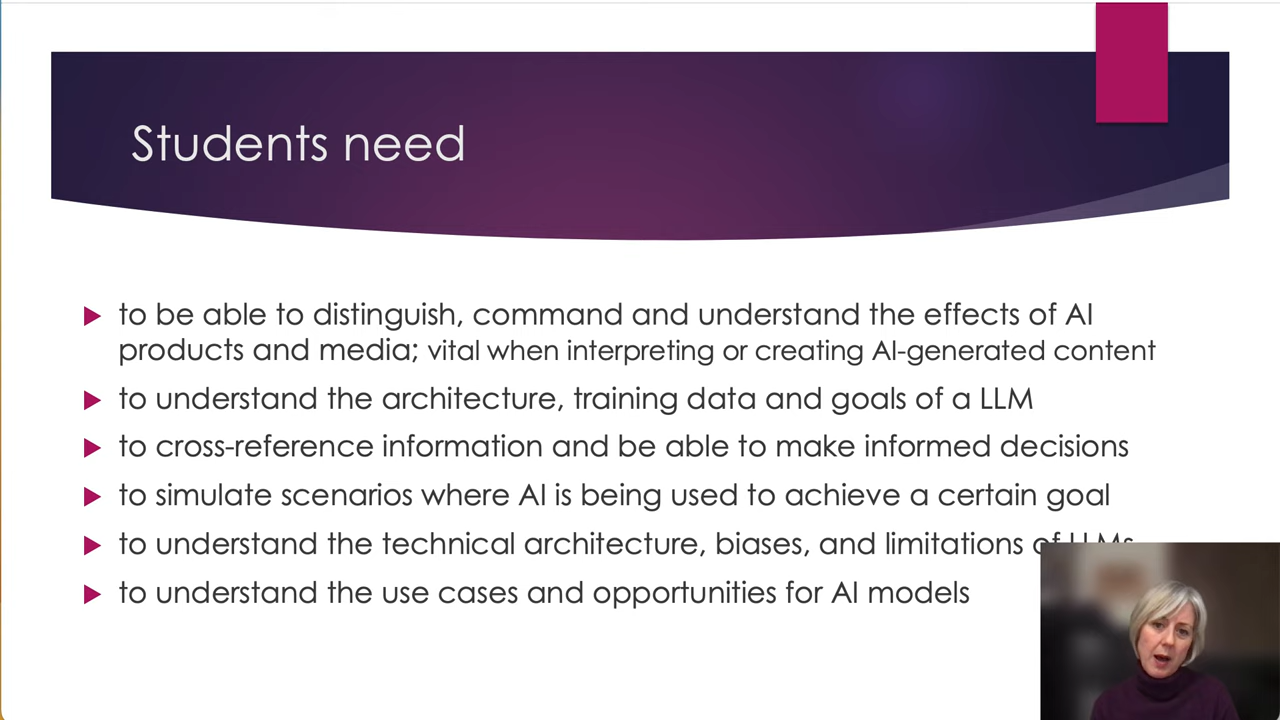 Students need
to be able to distinguish, command and understand the effects of AI
products and media; vital when interpreting or creating AI-generated content
to understand the architecture, training data and goals of a LLM
to cross-reference information and be able to make informed decisions
to simulate scenarios where AI is being used to achieve a certain goal
to understand the technical architecture, biases, and limitations of LLMs
to understand the use cases and opportunities for AI models